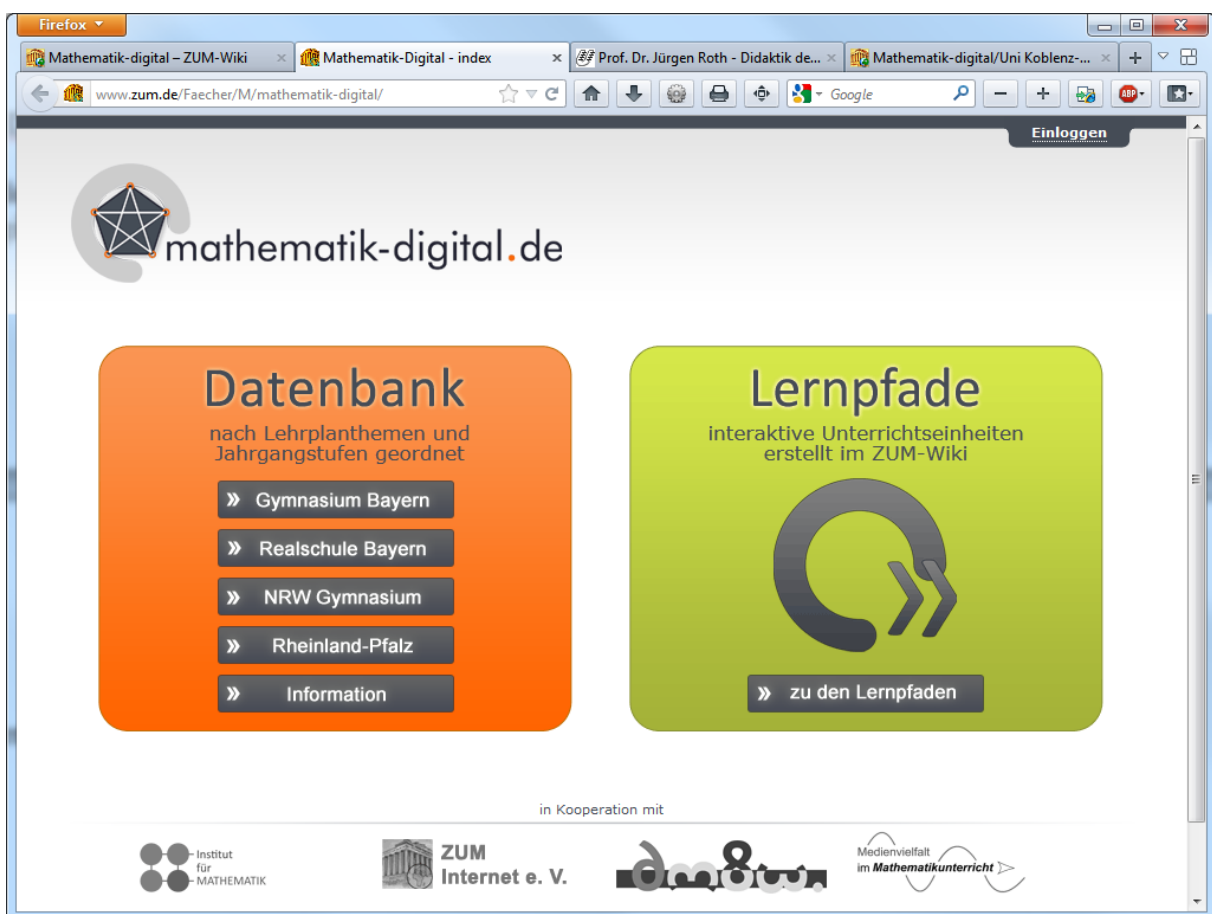 Firefox
Mathematik-digital – ZUM-Wiki
Mathematik-Digital - index
Prof. Dr. Jürgen Roth - Didaktik de...
Mathematik-digital/Uni Koblenz-...
www.zum.de/Faecher/M/mathematik-digital/
Google
ABP
Einloggen
mathematik-digital.de
Datenbank
nach Lehrplanthemen und
Jahrgangstufen geordnet
» Gymnasium Bayern
» Realschule Bayern
» NRW Gymnasium
» Rheinland-Pfalz
» Information
Lernpfade
interaktive Unterrichtseinheiten
erstellt im ZUM-Wiki
» zu den Lernpfaden
in Kooperation mit
Institut
für
MATHEMATIK
ZUM
Internet e. V.
Medienvielfalt
im Mathematikunterricht